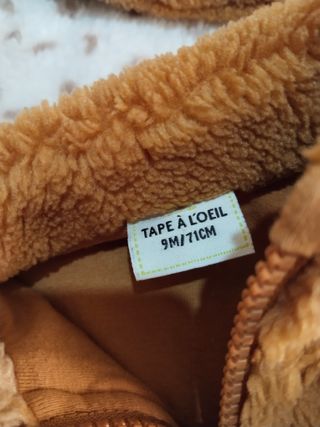 TAPE À L'OEIL
9M/71CM